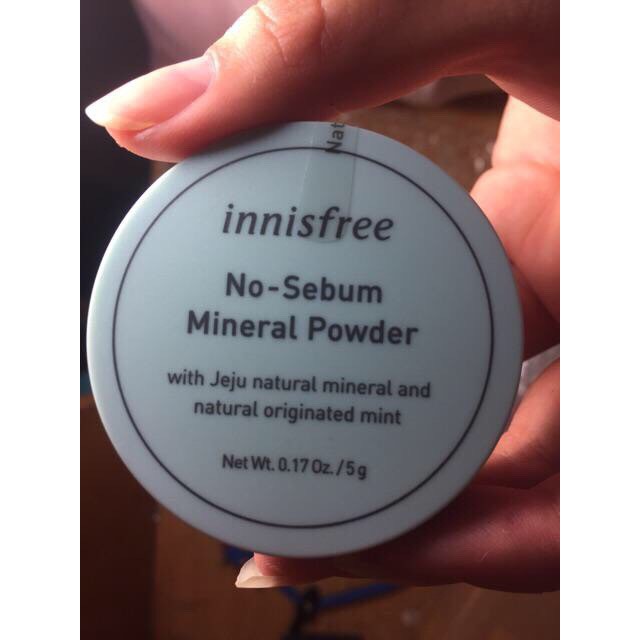 Nat
innisfree
No-Sebum
Mineral Powder
with Jeju natural mineral and
natural originated mint
Net Wt. 0.17 Oz. / 5 g